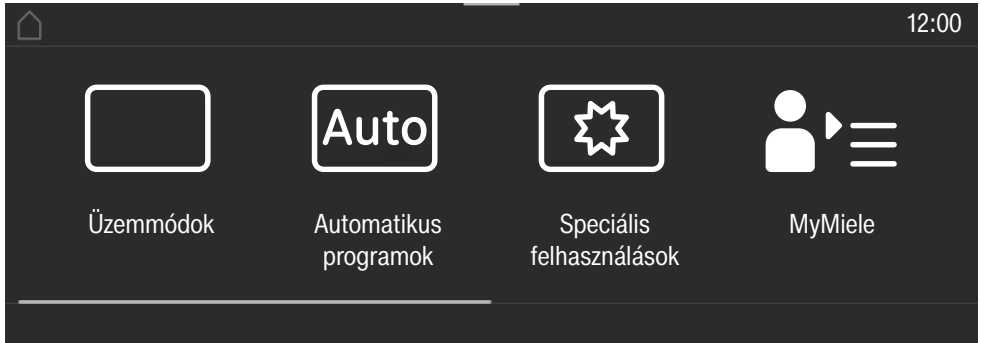 12:00
Auto
Üzemmódok
Automatikus
programok
Speciális
felhasználások
MyMiele